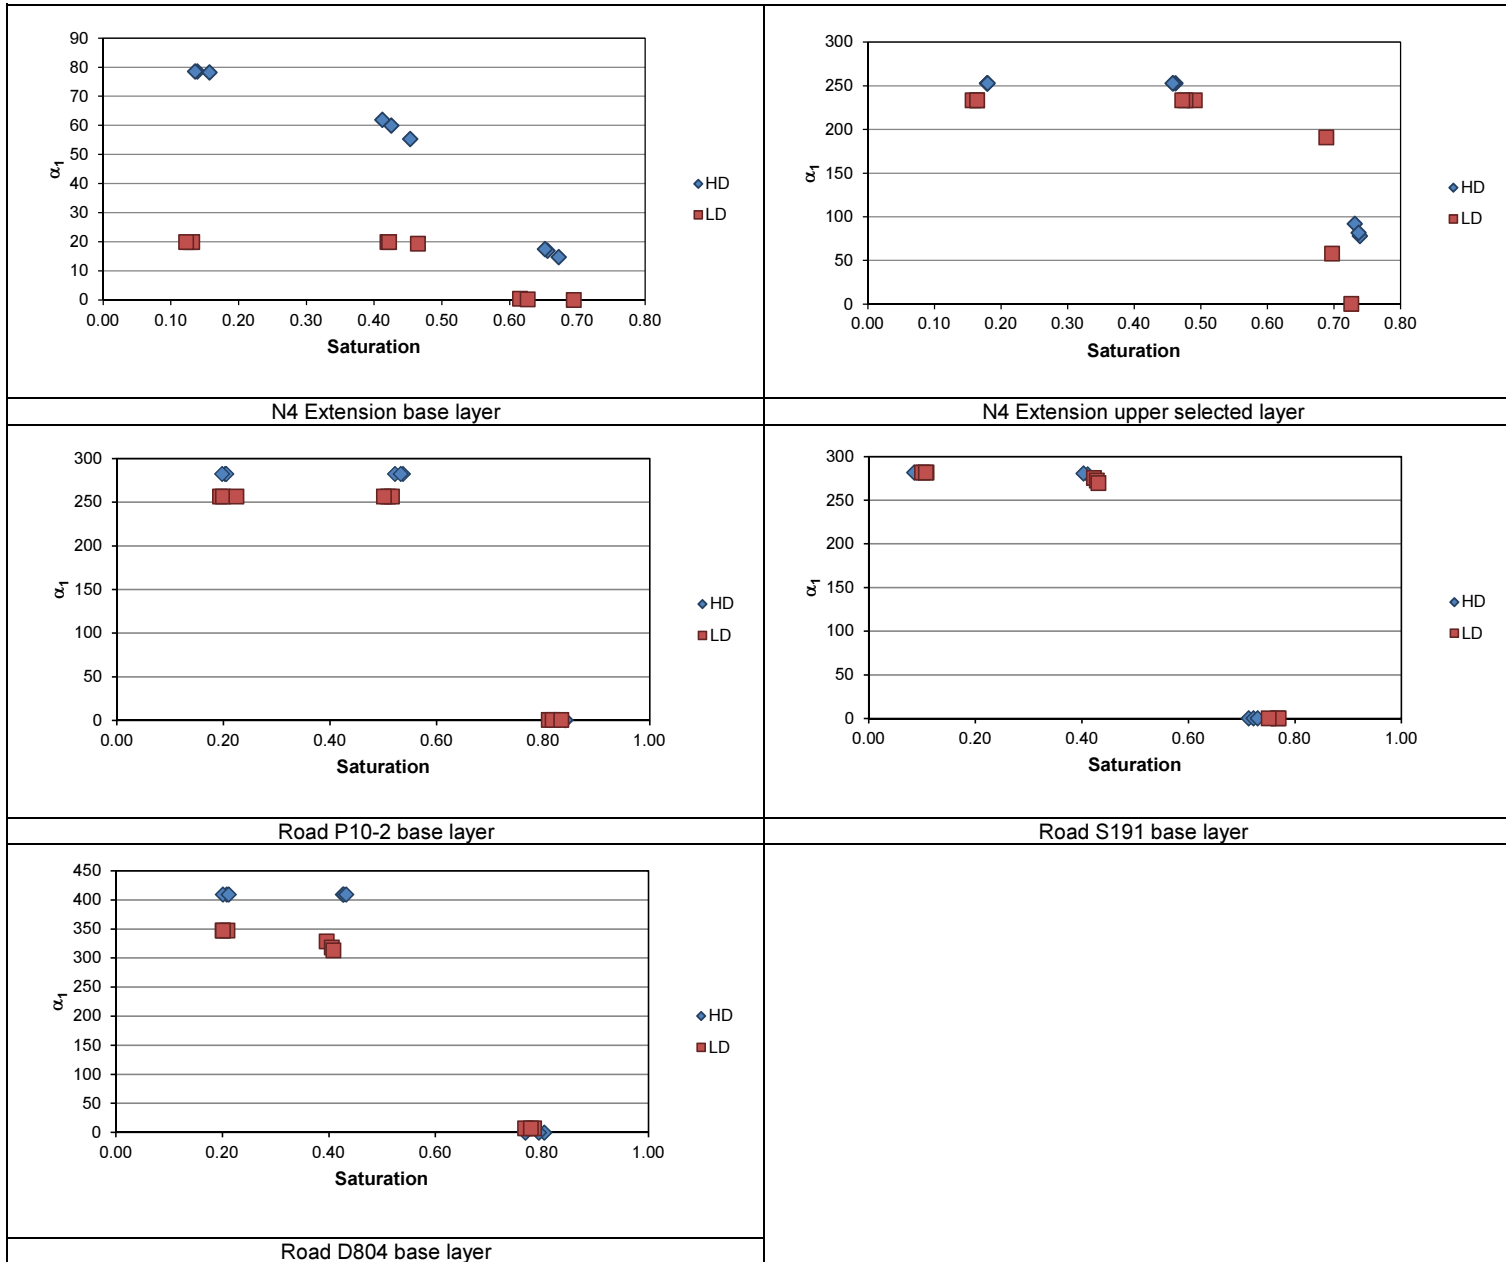 90
80
70
60
50
40
30
20
10
0
α1
0.00 0.10 0.20 0.30 0.40 0.50 0.60 0.70 0.80
Saturation
HD
LD
N4 Extension base layer
300
250
200
150
100
50
0
α1
0.00 0.10 0.20 0.30 0.40 0.50 0.60 0.70 0.80
Saturation
HD
LD
N4 Extension upper selected layer
300
250
200
150
100
50
0
α1
0.00 0.20 0.40 0.60 0.80 1.00
Saturation
HD
LD
Road P10-2 base layer
300
250
200
150
100
50
0
α1
0.00 0.20 0.40 0.60 0.80 1.00
Saturation
HD
LD
Road S191 base layer
450
400
350
300
250
200
150
100
50
0
α1
0.00 0.20 0.40 0.60 0.80 1.00
Saturation
HD
LD
Road D804 base layer